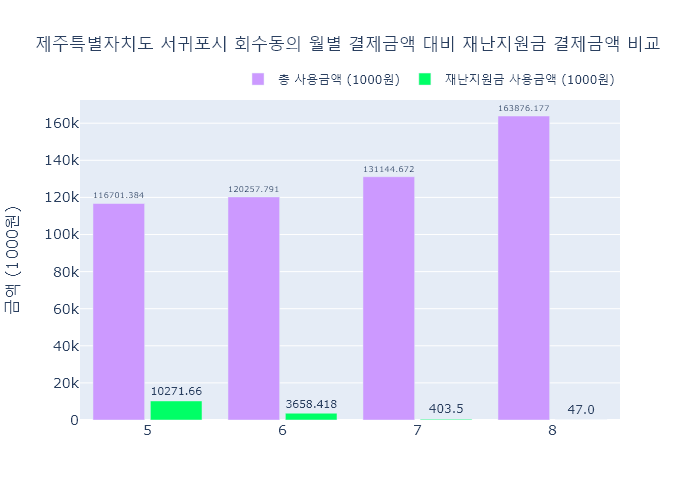 제주특별자치도 서귀포시 회수동의 월별 결제금액 대비 재난지원금 결제금액 비교
총 사용금액 (1000원) 재난지원금 사용금액 (1000원)
163876.177
160k
140k
131144.672
120257.791
116701.384
120k
100k
80k
60k
40k
20k
0
10271.66
3658.418
403.5
47.0
5 6 7 8
금액 (1000원)